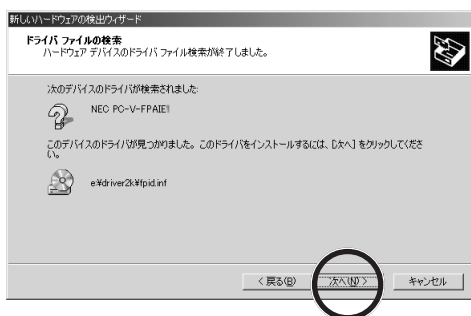 新しいハードウェアの検出ウィザード
ドライバ ファイルの検索
ハードウェア デバイスのドライバ ファイル検索が終了しました。
次のデバイスのドライバが検索されました:
NEC PC-V-FPAIE1
このデバイスのドライバが見つかりました。このドライバをインストールするには、[次へ] をクリックしてくださ
い。
e:¥driver2k¥fpid.inf
< 戻る(B) 次へ(N) > キャンセル